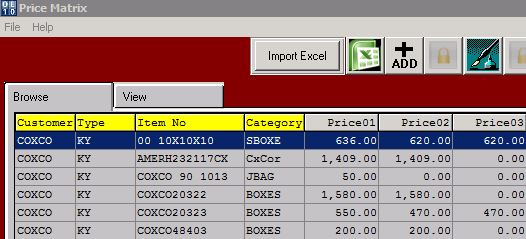 OE
10
Price Matrix
File Help
Import Excel
ADD
Browse View
Customer Type Item No Category Price01 Price02 Price03
COXCO KY 00 10X10X10 SBOXE 636.00 620.00 620.00
COXCO KY AMERH232117CX CxCor 1,409.00 1,409.00 0.00
COXCO KY COXCO 90 1013 JBAG 50.00 0.00 0.00
COXCO KY COXCO20322 BOXES 1,580.00 1,580.00 0.00
COXCO KY COXCO20323 BOXES 550.00 470.00 470.00
COXCO KY COXCO48403 BOXES 200.00 200.00 0.00